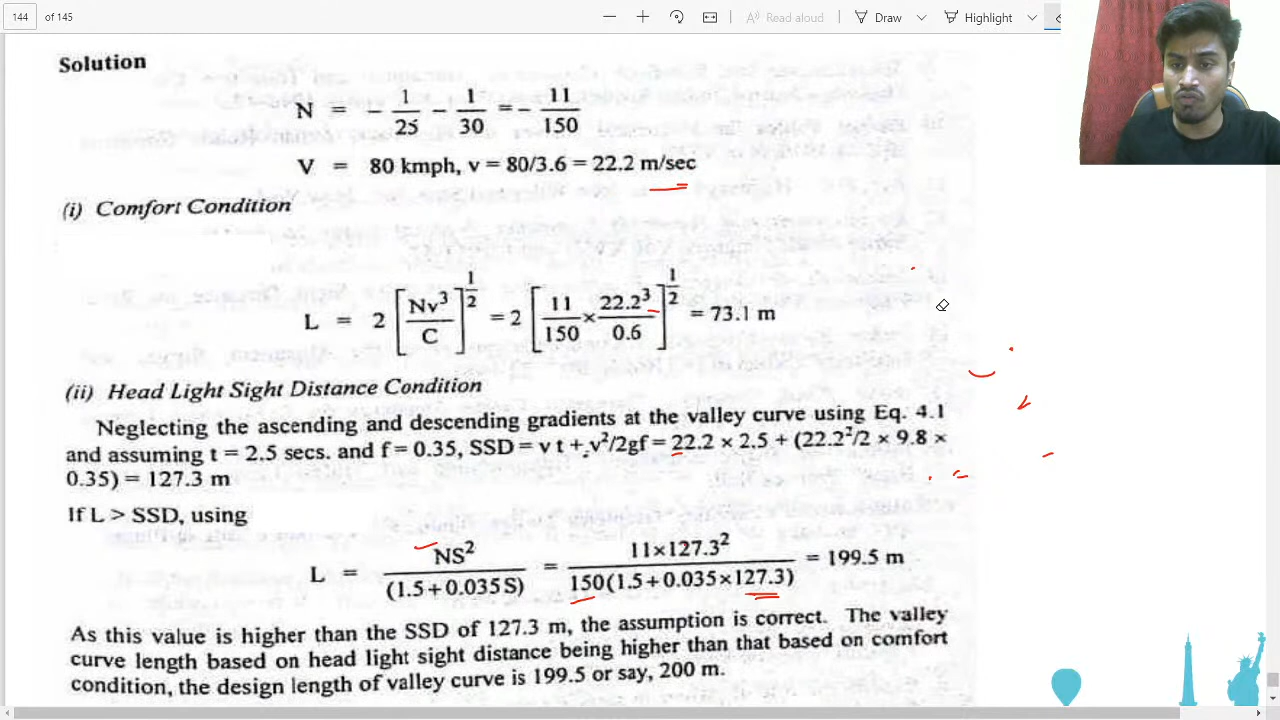 144 of 145
Read aloud Draw Highlight
Solution
N = - 1/25 - 1/30 = - 11/150
V = 80 kmph, v = 80/3.6 = 22.2 m/sec
(i) Comfort Condition
L = 2 [Nv³/C]^1/2 = 2 [11/150 × 22.2³/0.6]^1/2 = 73.1 m
(ii) Head Light Sight Distance Condition
Neglecting the ascending and descending gradients at the valley curve using Eq. 4.1
and assuming t = 2.5 secs. and f = 0.35, SSD = v t + v²/2gf = 22.2 × 2.5 + (22.2²/2 × 9.8 ×
0.35) = 127.3 m
If L > SSD, using
L = NS²/(1.5+0.035S) = 11×127.3²/150(1.5+0.035×127.3) = 199.5 m
As this value is higher than the SSD of 127.3 m, the assumption is correct. The valley
curve length based on head light sight distance being higher than that based on comfort
condition, the design length of valley curve is 199.5 or say, 200 m.